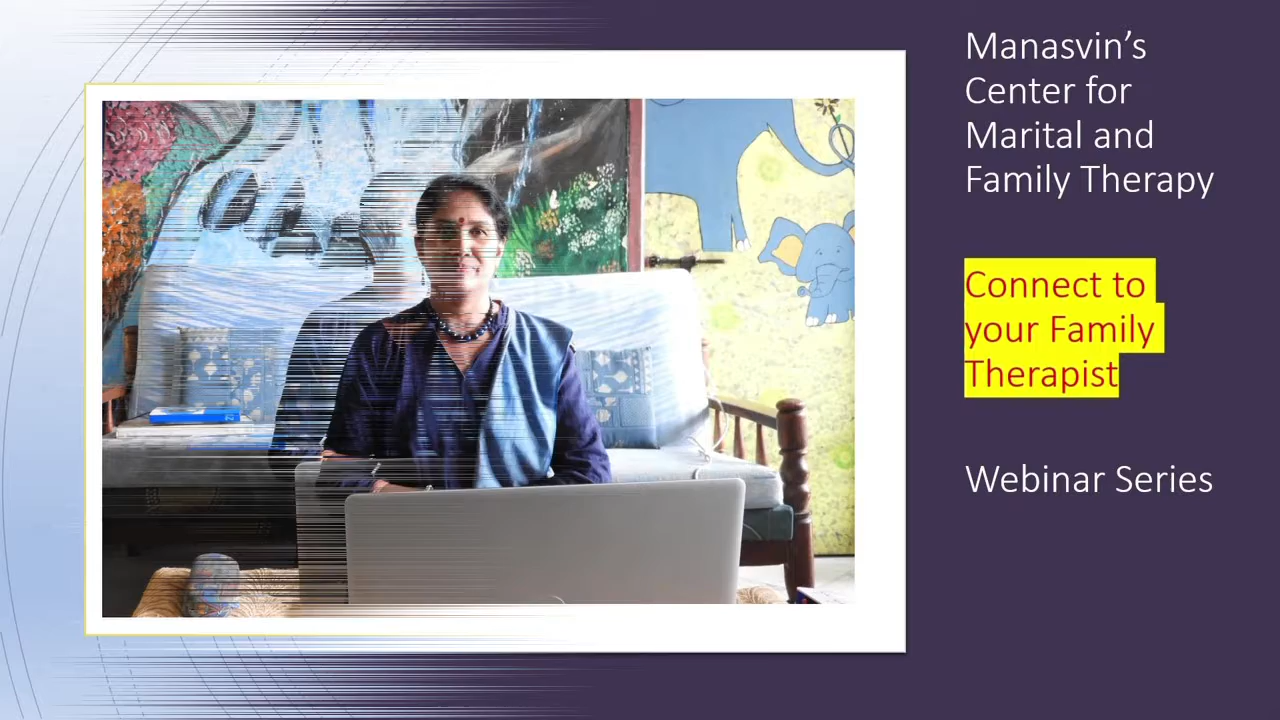 Manasvin’s
Center for
Marital and
Family Therapy
Connect to
your Family
Therapist
Webinar Series